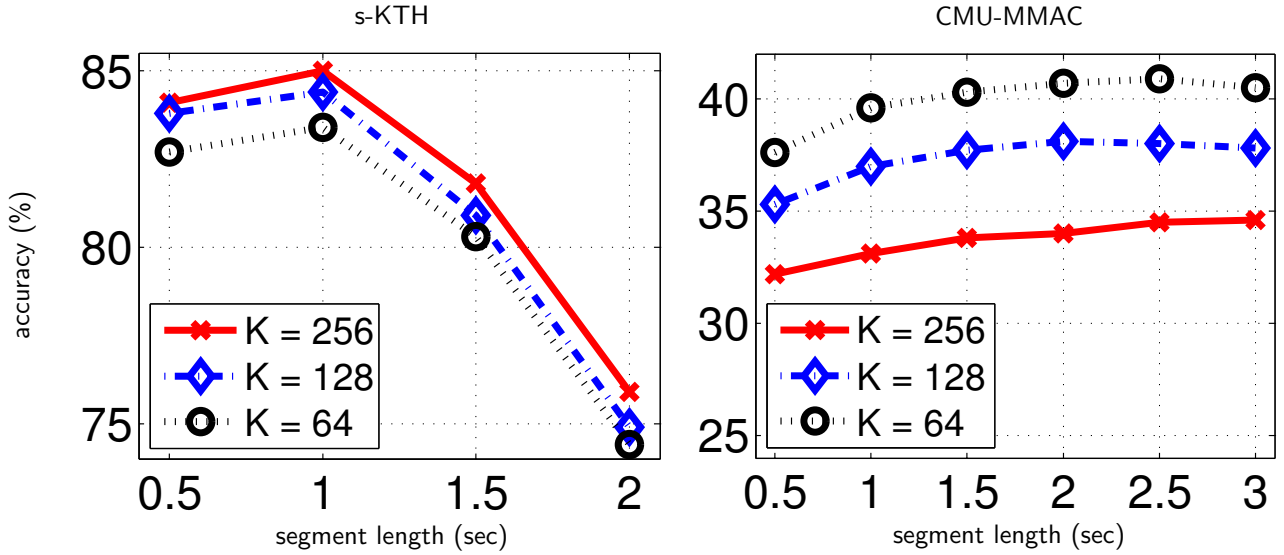 s-KTH
accuracy (%)
85
80
75
K = 256
K = 128
K = 64
0.5 1 1.5 2
segment length (sec)
CMU-MMAC
40
35
30
25
K = 256
K = 128
K = 64
0.5 1 1.5 2 2.5 3
segment length (sec)